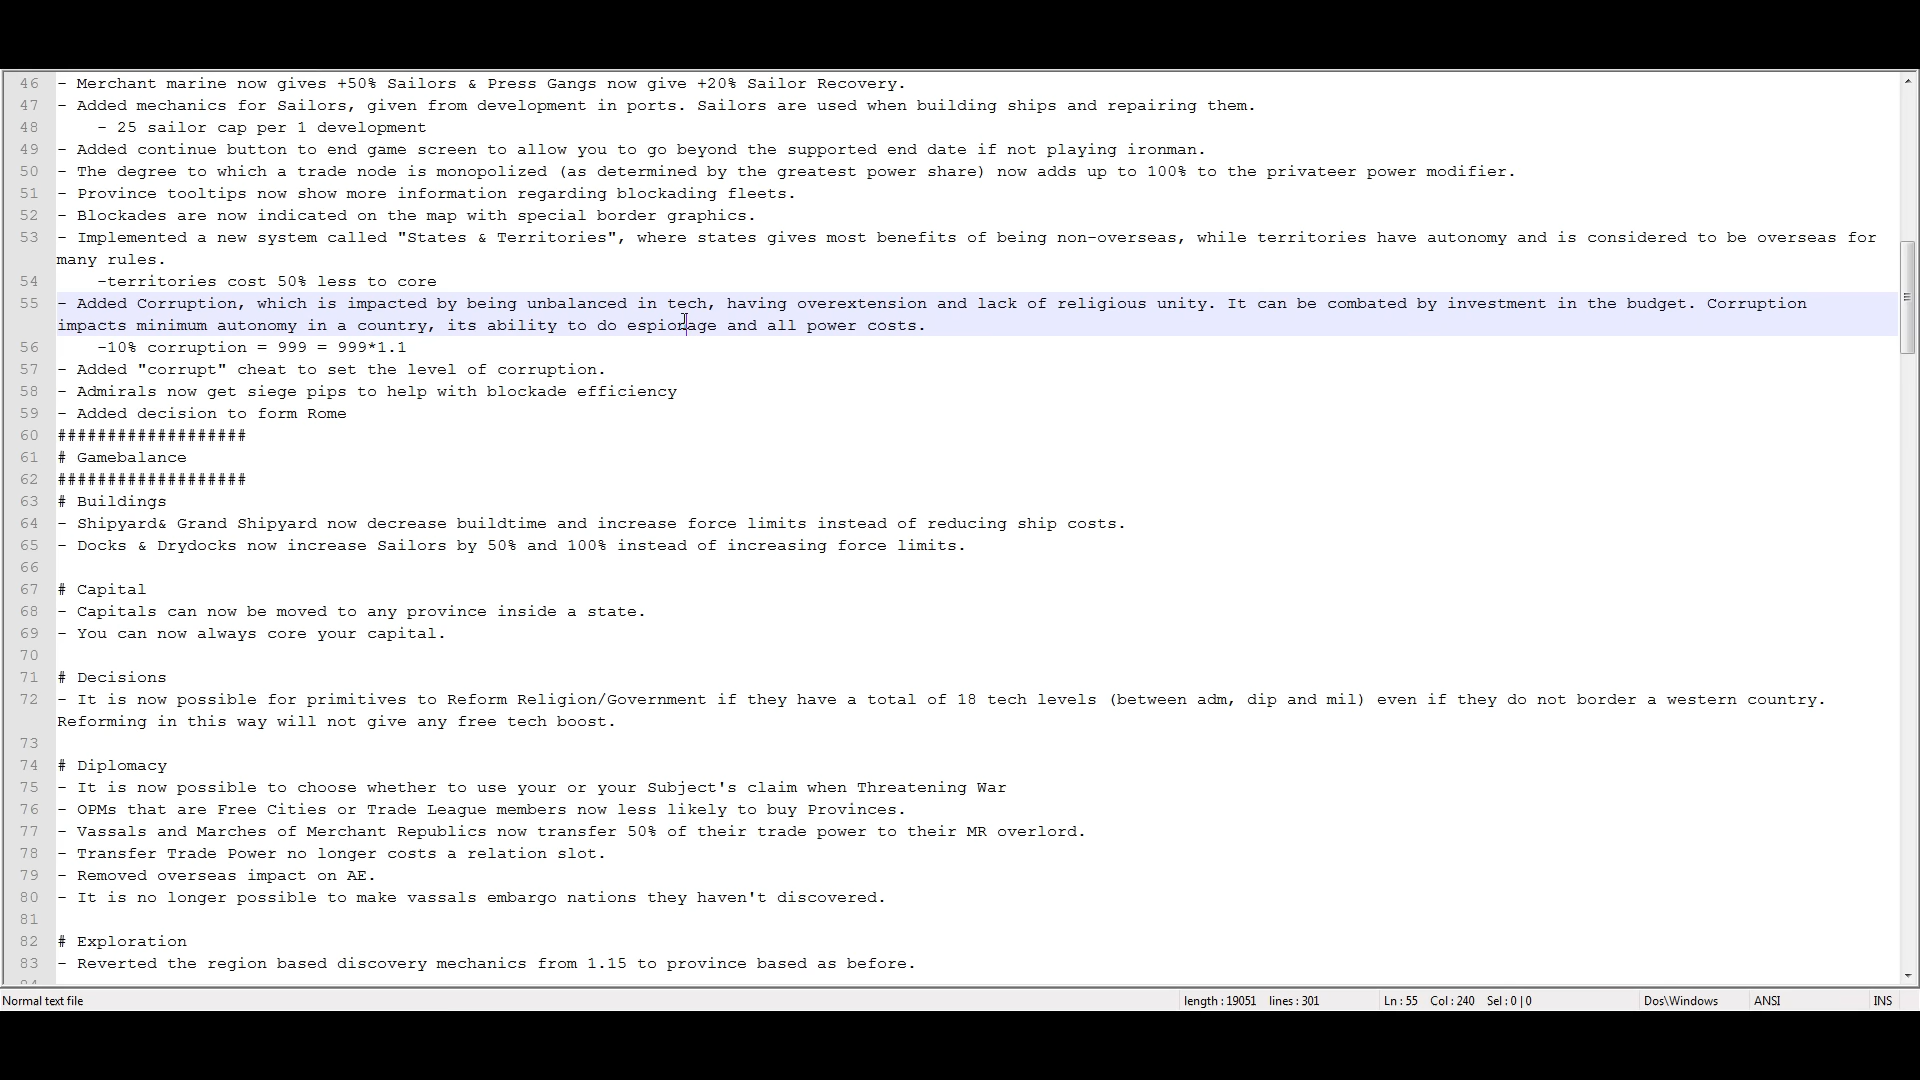 46 - Merchant marine now gives +50% Sailors & Press Gangs now give +20% Sailor Recovery.
47 - Added mechanics for Sailors, given from development in ports. Sailors are used when building ships and repairing them.
48 - 25 sailor cap per 1 development
49 - Added continue button to end game screen to allow you to go beyond the supported end date if not playing ironman.
50 - The degree to which a trade node is monopolized (as determined by the greatest power share) now adds up to 100% to the privateer power modifier.
51 - Province tooltips now show more information regarding blockading fleets.
52 - Blockades are now indicated on the map with special border graphics.
53 - Implemented a new system called "States & Territories", where states gives most benefits of being non-overseas, while territories have autonomy and is considered to be overseas for
many rules.
54 -territories cost 50% less to core
55 - Added Corruption, which is impacted by being unbalanced in tech, having overextension and lack of religious unity. It can be combated by investment in the budget. Corruption
impacts minimum autonomy in a country, its ability to do espionage and all power costs.
56 -10% corruption = 999 = 999*1.1
57 - Added "corrupt" cheat to set the level of corruption.
58 - Admirals now get siege pips to help with blockade efficiency
59 - Added decision to form Rome
60 ###################
61 # Gamebalance
62 ###################
63 # Buildings
64 - Shipyard& Grand Shipyard now decrease buildtime and increase force limits instead of reducing ship costs.
65 - Docks & Drydocks now increase Sailors by 50% and 100% instead of increasing force limits.
66
67 # Capital
68 - Capitals can now be moved to any province inside a state.
69 - You can now always core your capital.
70
71 # Decisions
72 - It is now possible for primitives to Reform Religion/Government if they have a total of 18 tech levels (between adm, dip and mil) even if they do not border a western country.
Reforming in this way will not give any free tech boost.
73
74 # Diplomacy
75 - It is now possible to choose whether to use your or your Subject's claim when Threatening War
76 - OPMs that are Free Cities or Trade League members now less likely to buy Provinces.
77 - Vassals and Marches of Merchant Republics now transfer 50% of their trade power to their MR overlord.
78 - Transfer Trade Power no longer costs a relation slot.
79 - Removed overseas impact on AE.
80 - It is no longer possible to make vassals embargo nations they haven't discovered.
81
82 # Exploration
83 - Reverted the region based discovery mechanics from 1.15 to province based as before.
Normal text file length : 19051 lines : 301 Ln : 55 Col : 240 Sel : 0 | 0 Dos\Windows ANSI INS